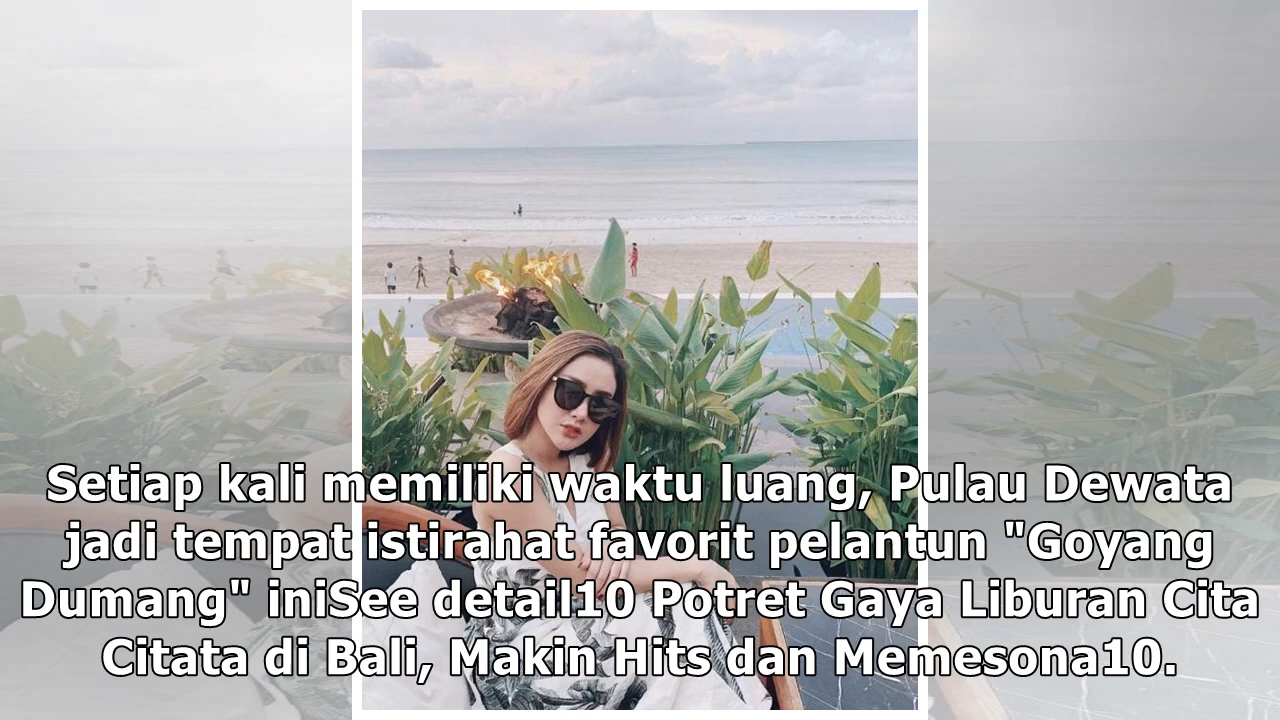 Setiap kali memiliki waktu luang, Pulau Dewata
jadi tempat istirahat favorit pelantun "Goyang
Dumang" iniSee detail10 Potret Gaya Liburan Cita
Citata di Bali, Makin Hits dan Memesona10.